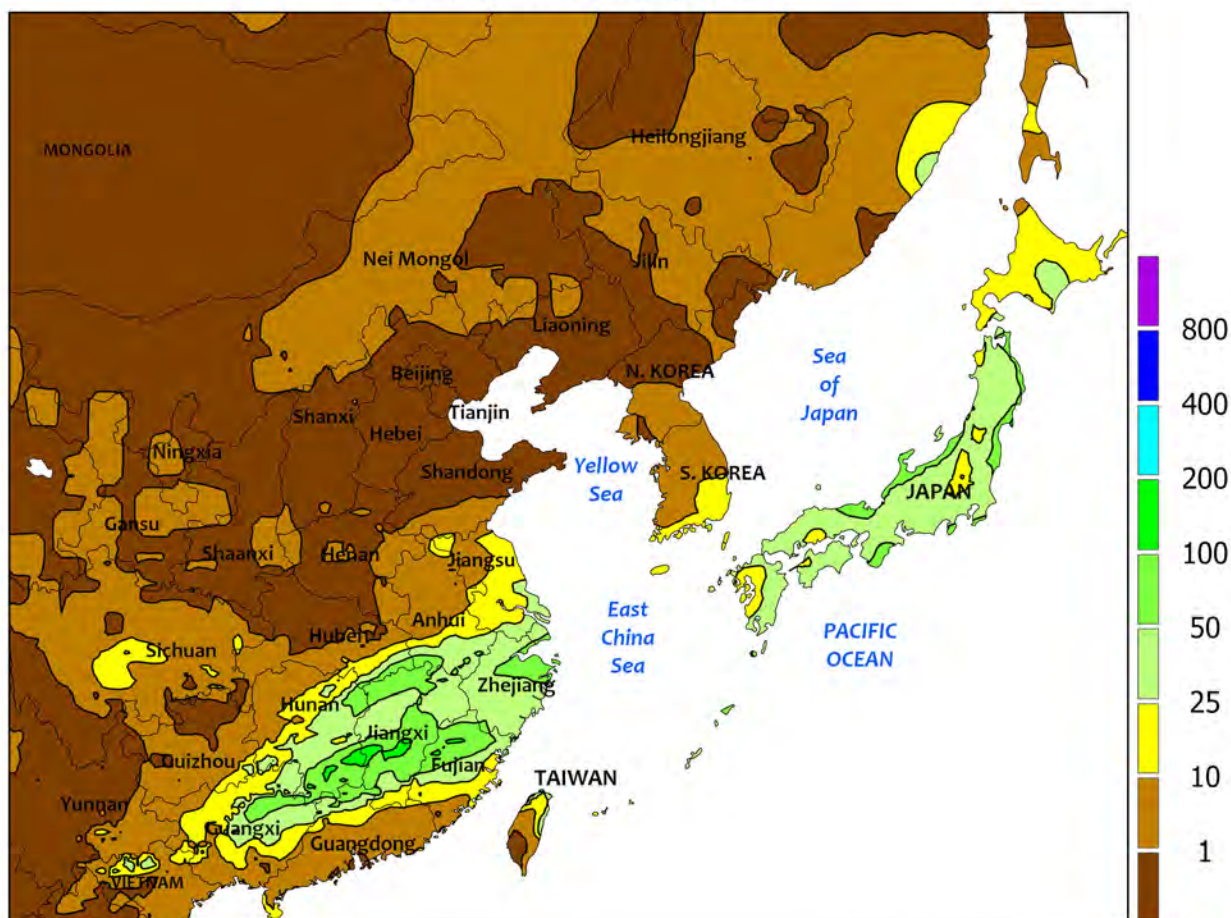 MONGOLIA
Heilongjiang
Nei Mongol
Jilin
Liaoning
Beijing
N. KOREA
Sea
of
Japan
Shanxi
Tianjin
Hebei
Ningxia
Shandong
Yellow
Sea
S. KOREA
JAPAN
Gansu
Shaanxi
Henan
Jiangsu
Anhui
Hubei
East
China
Sea
PACIFIC
OCEAN
Sichuan
Zhejiang
Hunan
Jiangxi
Guizhou
Fujian
TAIWAN
Yunnan
Guangxi
Guangdong
VIETNAM
800
400
200
100
50
25
10
1